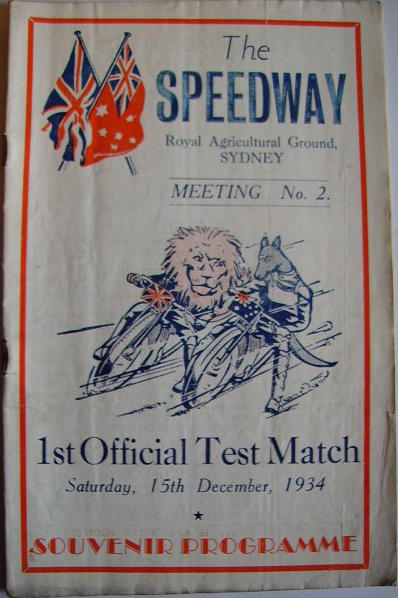 The
SPEEDWAY
Royal Agricultural Ground,
SYDNEY
MEETING No. 2.
1st Official Test Match
Saturday, 15th December, 1934
SOUVENIR PROGRAMME